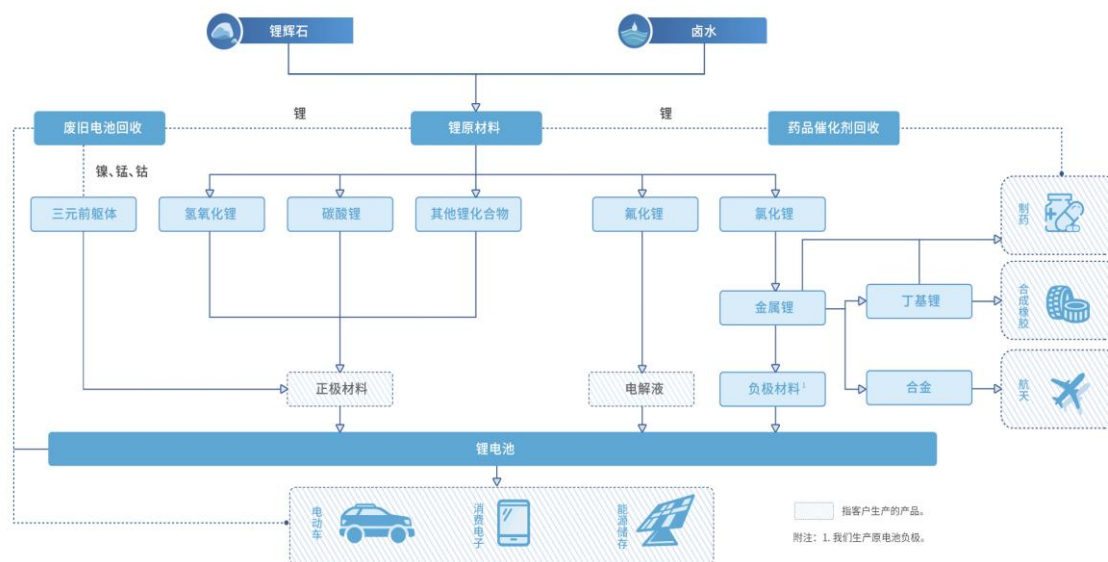 锂辉石
卤水
锂
锂
废旧电池回收
锂原材料
药品催化剂回收
镍、锰、钴
三元前躯体
氢氧化锂
碳酸锂
其他锂化合物
氟化锂
氯化锂
制药
金属锂
丁基锂
合成橡胶
正极材料
电解液
负极材料1
合金
航天
锂电池
电动车
消费电子
能源储存
指客户生产的产品。
附注：1. 我们生产原电池负极。